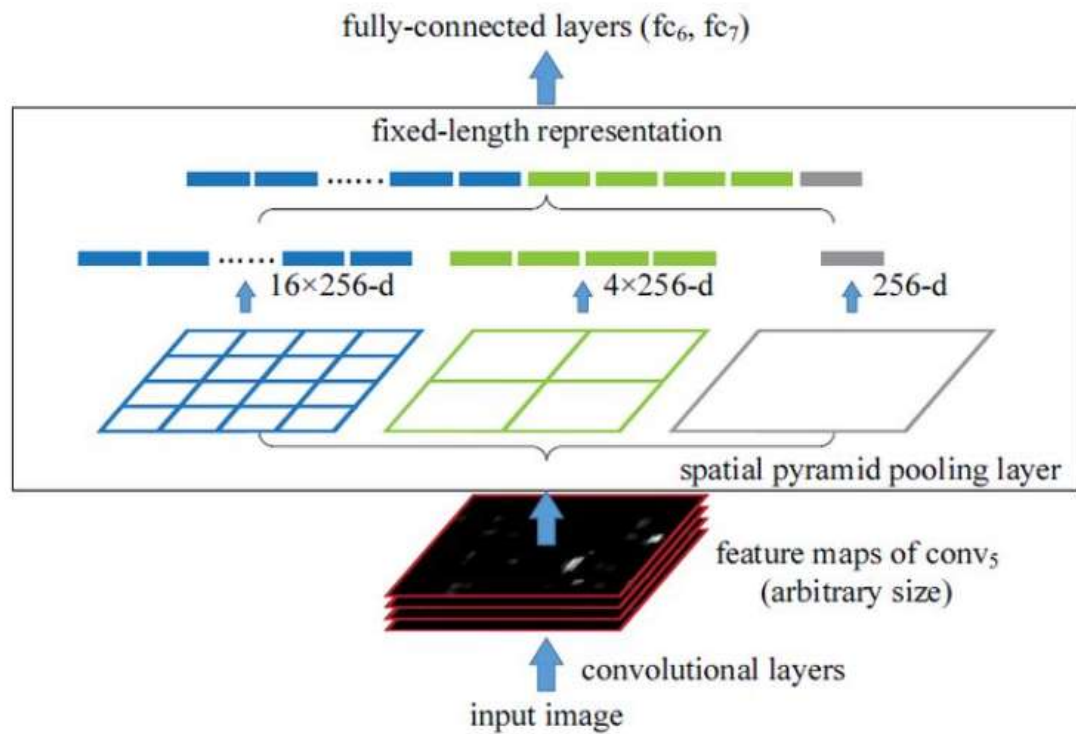 fully-connected layers (fc₆, fc₇)
fixed-length representation
......
......
16×256-d
4×256-d
256-d
spatial pyramid pooling layer
feature maps of conv₅
(arbitrary size)
convolutional layers
input image